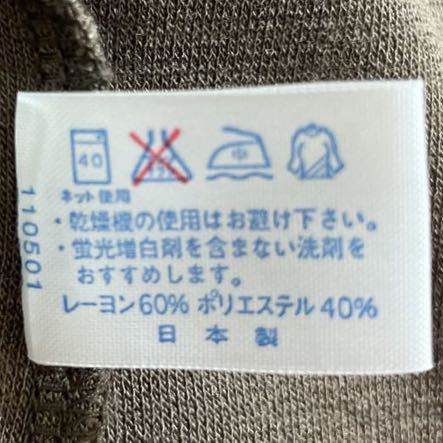 40
中
ネット使用
・乾燥機の使用はお避け下さい。
・蛍光増白剤を含まない洗剤を
おすすめします。
レーヨン60% ポリエステル40%
日本製
110501